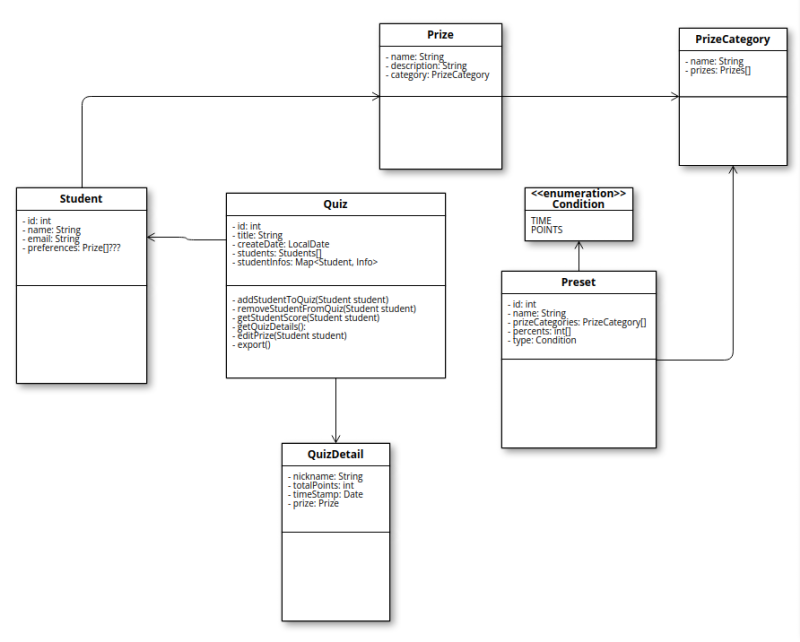 Prize
- name: String
- description: String
- category: PrizeCategory
PrizeCategory
- name: String
- prizes: Prizes[]
Student
- id: int
- name: String
- email: String
- preferences: Prize[]???
Quiz
- id: int
- title: String
- createDate: LocalDate
- students: Students[]
- studentInfos: Map<Student, Info>
- addStudentToQuiz(Student student)
- removeStudentFromQuiz(Student student)
- getStudentScore(Student student)
- getQuizDetails():
- editPrize(Student student)
- export()
<<enumeration>>
Condition
TIME
POINTS
Preset
- id: int
- name: String
- prizeCategories: PrizeCategory[]
- percents: int[]
- type: Condition
QuizDetail
- nickname: String
- totalPoints: int
- timeStamp: Date
- prize: Prize